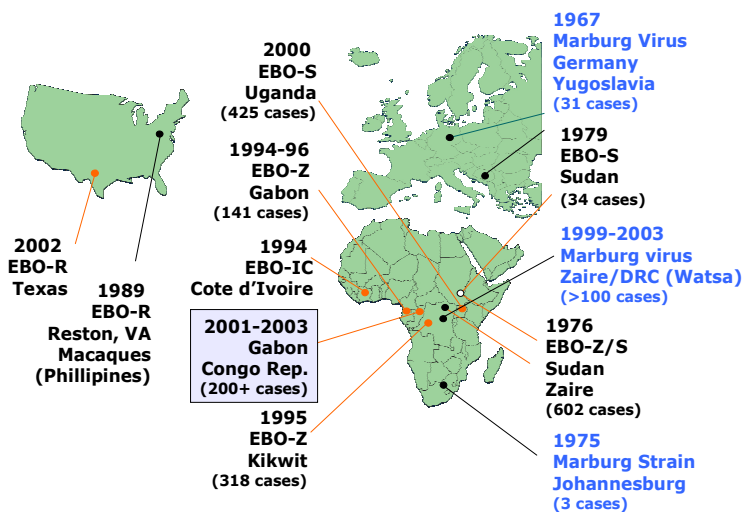 2002
EBO-R
Texas
1989
EBO-R
Reston, VA
Macaques
(Phillipines)
2000
EBO-S
Uganda
(425 cases)
1994-96
EBO-Z
Gabon
(141 cases)
1994
EBO-IC
Cote d’Ivoire
2001-2003
Gabon
Congo Rep.
(200+ cases)
1995
EBO-Z
Kikwit
(318 cases)
1967
Marburg Virus
Germany
Yugoslavia
(31 cases)
1979
EBO-S
Sudan
(34 cases)
1999-2003
Marburg virus
Zaire/DRC (Watsa)
(>100 cases)
1976
EBO-Z/S
Sudan
Zaire
(602 cases)
1975
Marburg Strain
Johannesburg
(3 cases)